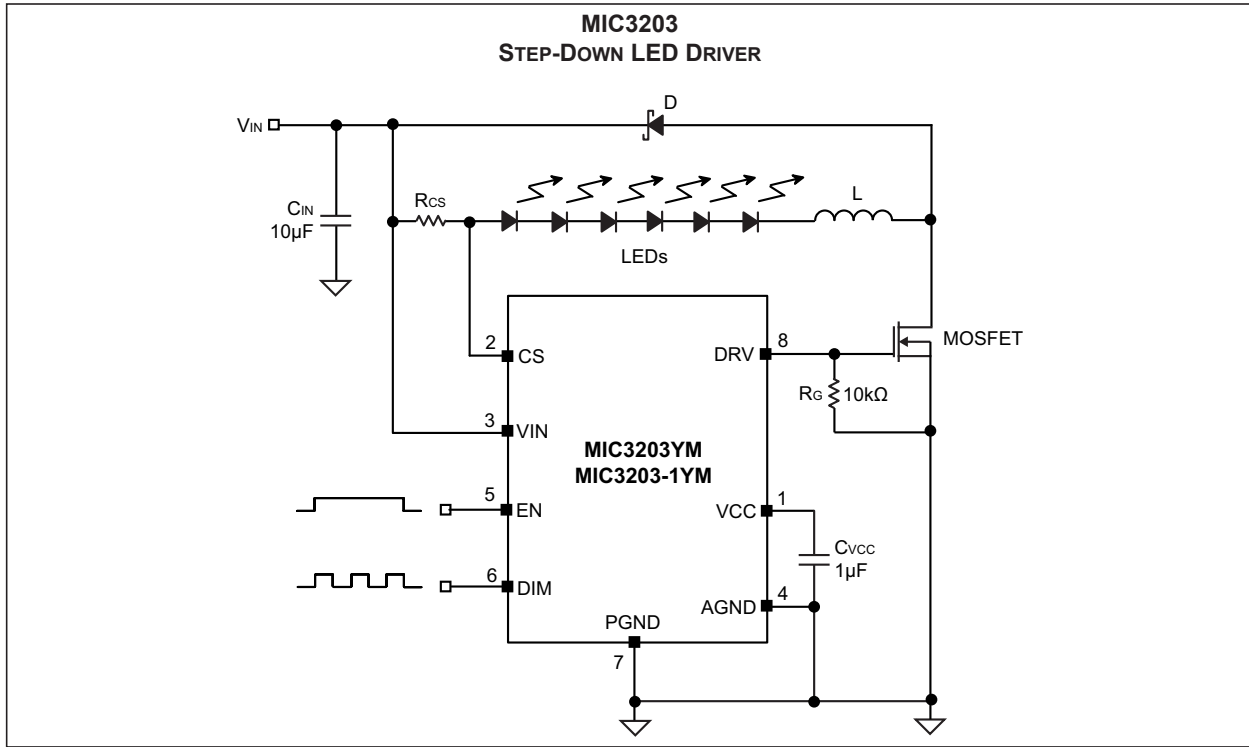 MIC3203
STEP-DOWN LED DRIVER
D
VIN
RCS
L
CIN
10µF
LEDs
2
CS
DRV
8
MOSFET
RG
10kΩ
3
VIN
MIC3203YM
MIC3203-1YM
5
EN
VCC
1
CVCC
1µF
6
DIM
AGND
4
PGND
7